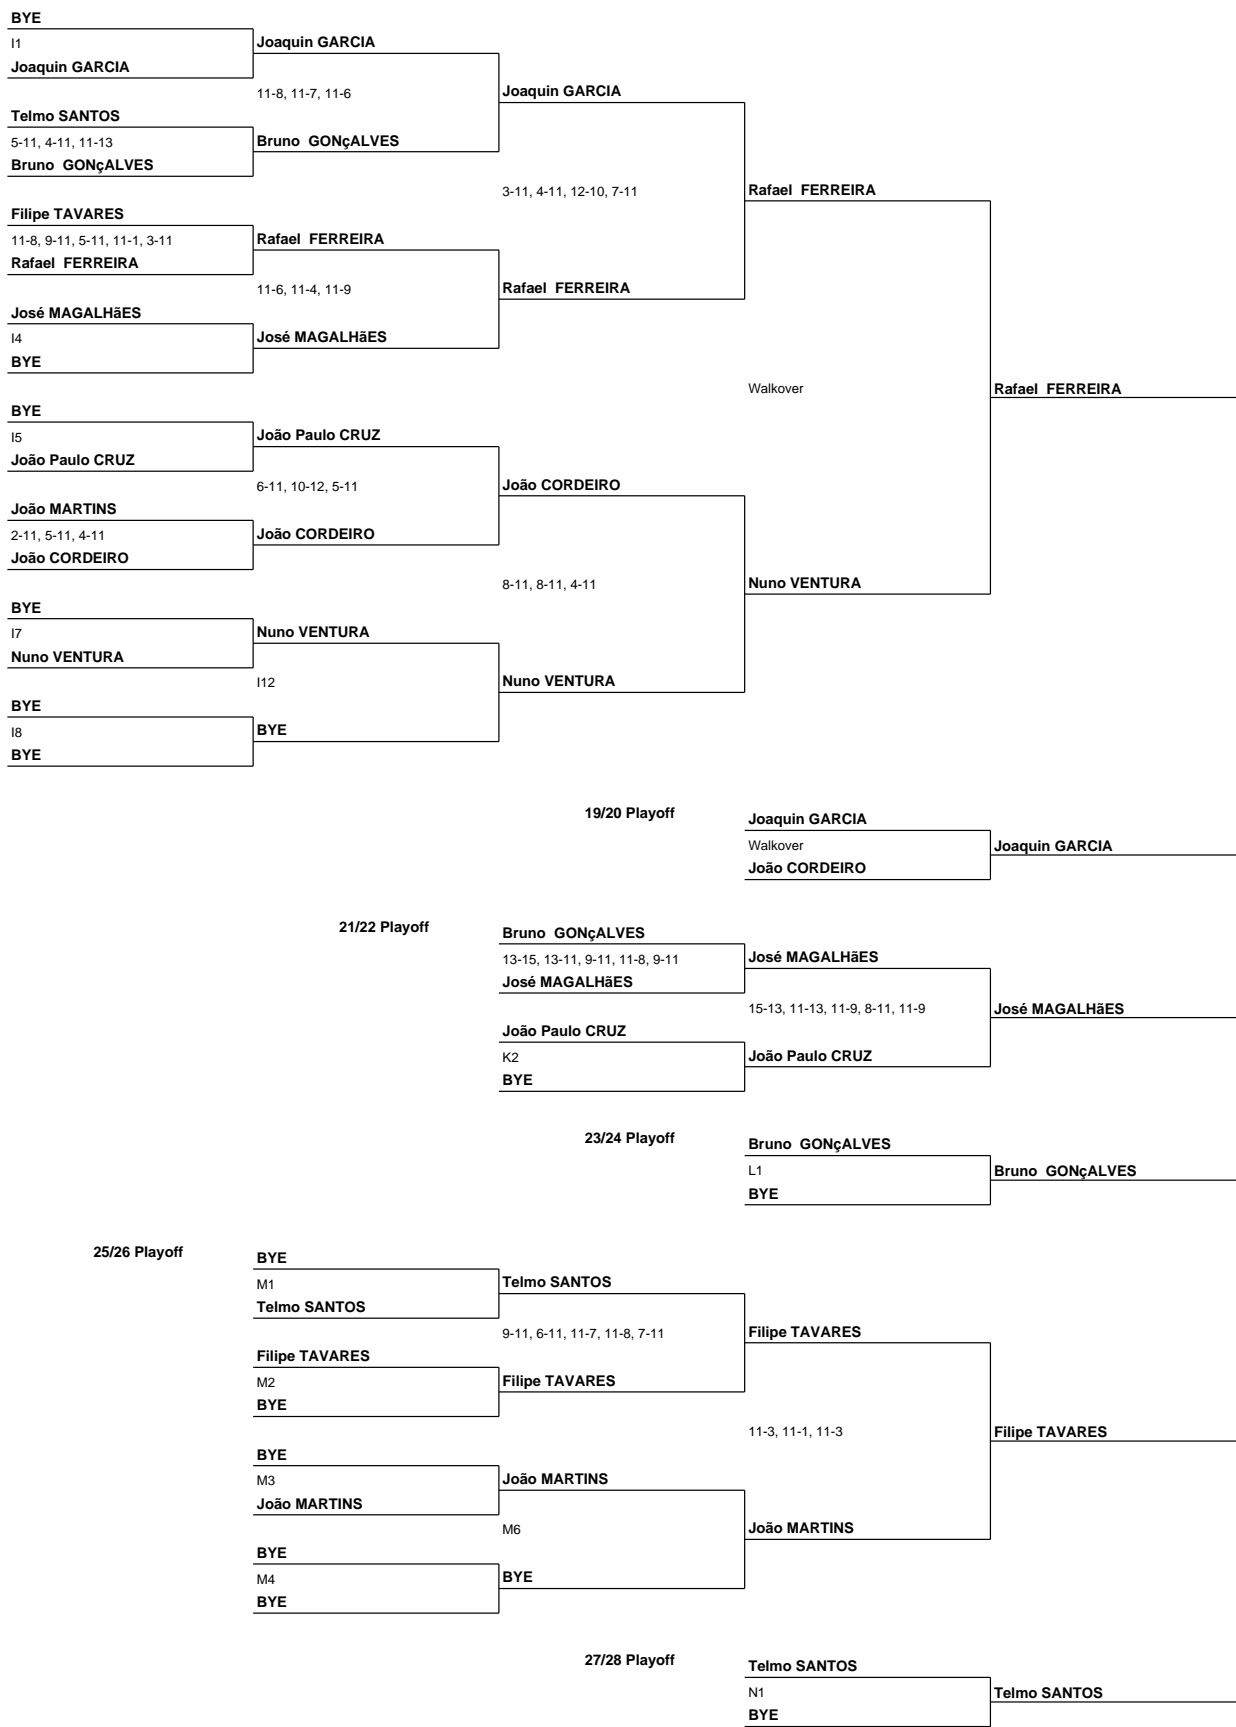 BYE
I1
Joaquin GARCIA
Joaquin GARCIA
11-8, 11-7, 11-6
Joaquin GARCIA
Telmo SANTOS
5-11, 4-11, 11-13
Bruno GONçALVES
Bruno GONçALVES
3-11, 4-11, 12-10, 7-11
Rafael FERREIRA
Filipe TAVARES
11-8, 9-11, 5-11, 11-1, 3-11
Rafael FERREIRA
Rafael FERREIRA
11-6, 11-4, 11-9
Rafael FERREIRA
José MAGALHãES
I4
José MAGALHãES
BYE
Walkover
Rafael FERREIRA
BYE
I5
João Paulo CRUZ
João Paulo CRUZ
6-11, 10-12, 5-11
João CORDEIRO
João MARTINS
2-11, 5-11, 4-11
João CORDEIRO
João CORDEIRO
8-11, 8-11, 4-11
Nuno VENTURA
BYE
I7
Nuno VENTURA
Nuno VENTURA
I12
Nuno VENTURA
BYE
I8
BYE
BYE
19/20 Playoff
Joaquin GARCIA
Walkover
Joaquin GARCIA
João CORDEIRO
21/22 Playoff
Bruno GONçALVES
13-15, 13-11, 9-11, 11-8, 9-11
José MAGALHãES
José MAGALHãES
15-13, 11-13, 11-9, 8-11, 11-9
José MAGALHãES
João Paulo CRUZ
K2
João Paulo CRUZ
BYE
23/24 Playoff
Bruno GONçALVES
L1
Bruno GONçALVES
BYE
25/26 Playoff
BYE
M1
Telmo SANTOS
Telmo SANTOS
9-11, 6-11, 11-7, 11-8, 7-11
Filipe TAVARES
Filipe TAVARES
M2
Filipe TAVARES
BYE
11-3, 11-1, 11-3
Filipe TAVARES
BYE
M3
João MARTINS
João MARTINS
M6
João MARTINS
BYE
M4
BYE
BYE
27/28 Playoff
Telmo SANTOS
N1
Telmo SANTOS
BYE